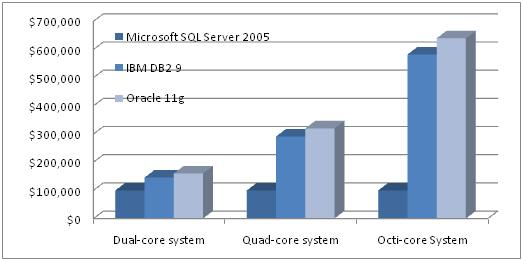 $700,000
$600,000
$500,000
$400,000
$300,000
$200,000
$100,000
$0
Microsoft SQL Server 2005
IBM DB2 9
Oracle 11g
Dual-core system
Quad-core system
Octi-core System